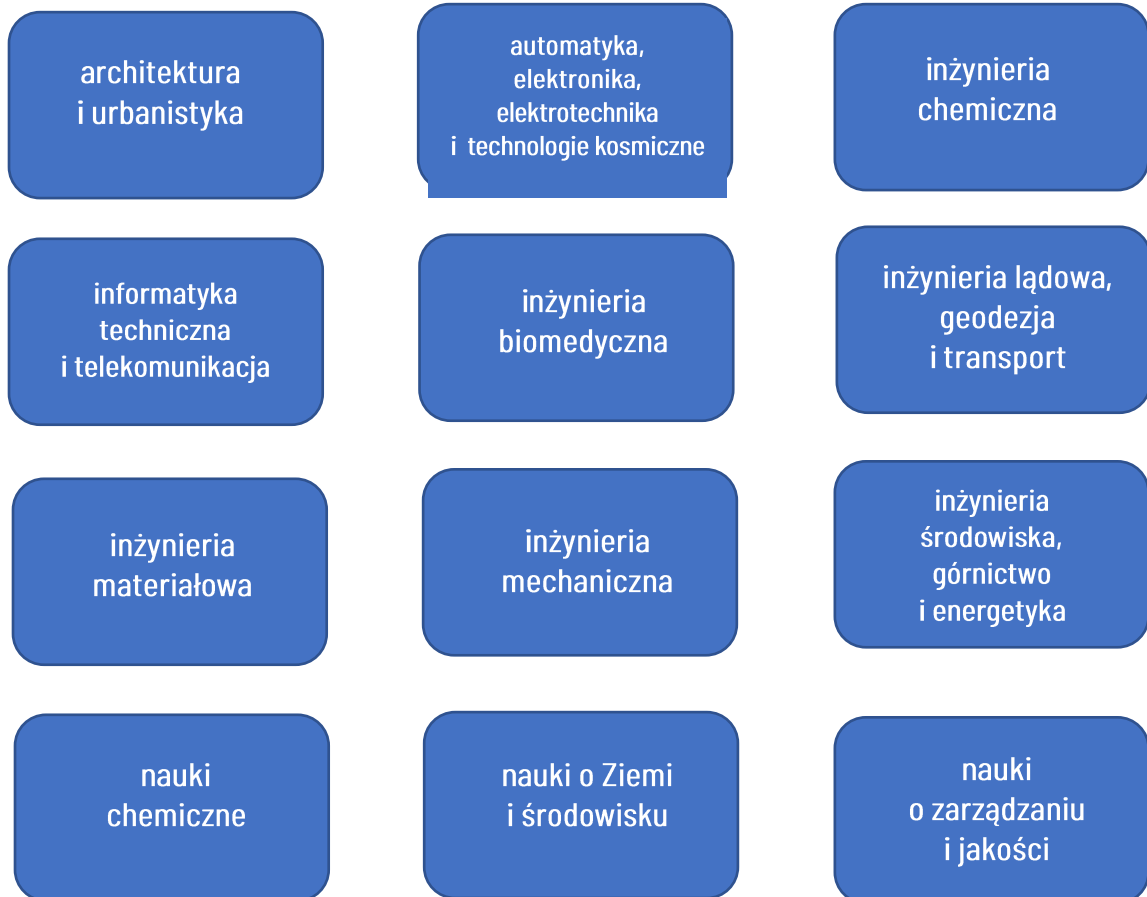 architektura
i urbanistyka
automatyka,
elektronika,
elektrotechnika
i technologie kosmiczne
inżynieria
chemiczna
informatyka
techniczna
i telekomunikacja
inżynieria
biomedyczna
inżynieria lądowa,
geodezja
i transport
inżynieria
materiałowa
inżynieria
mechaniczna
inżynieria
środowiska,
górnictwo
i energetyka
nauki
chemiczne
nauki o Ziemi
i środowisku
nauki
o zarządzaniu
i jakości